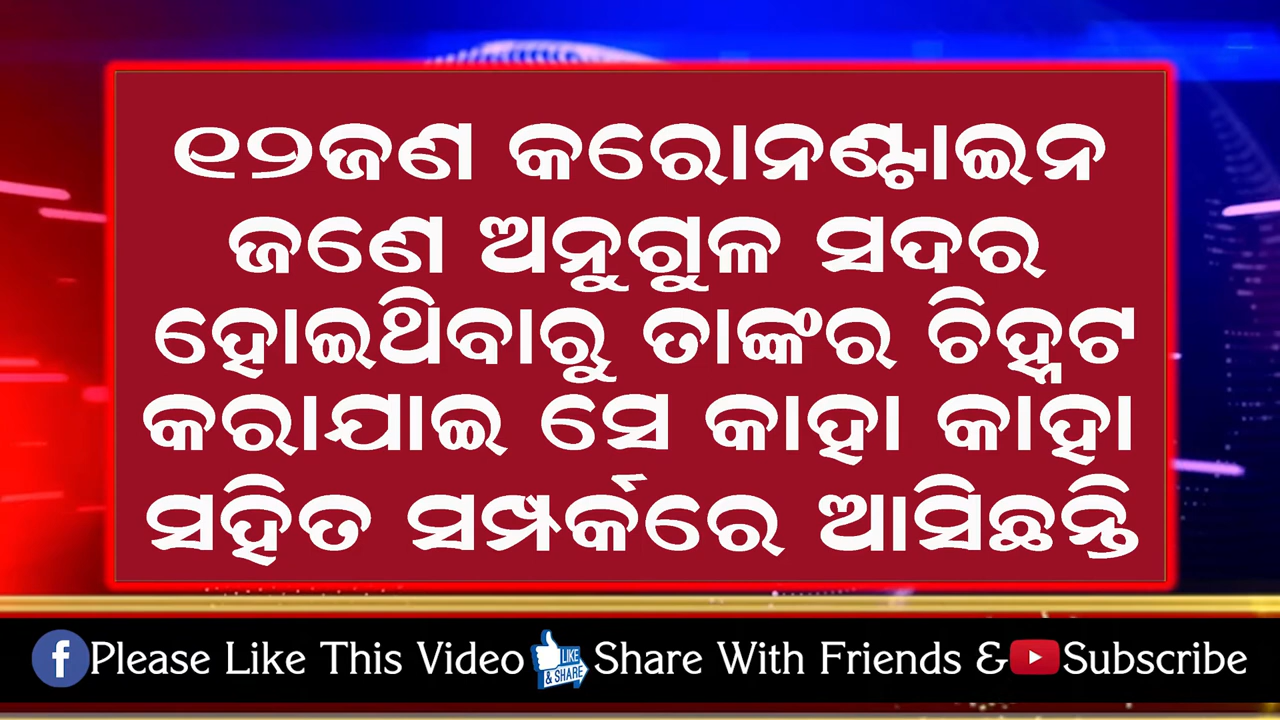 ୧୨ଜଣ କରୋନଣ୍ଟାଇନ
ଜଣେ ଅନୁଗୁଳ ସଦର
ହୋଇଥିବାରୁ ତାଙ୍କର ଚିହ୍ନଟ
କରାଯାଇ ସେ କାହା କାହା
ସହିତ ସମ୍ପର୍କରେ ଆସିଛନ୍ତି
f Please Like This Video LIKE & SHARE Share With Friends & Subscribe